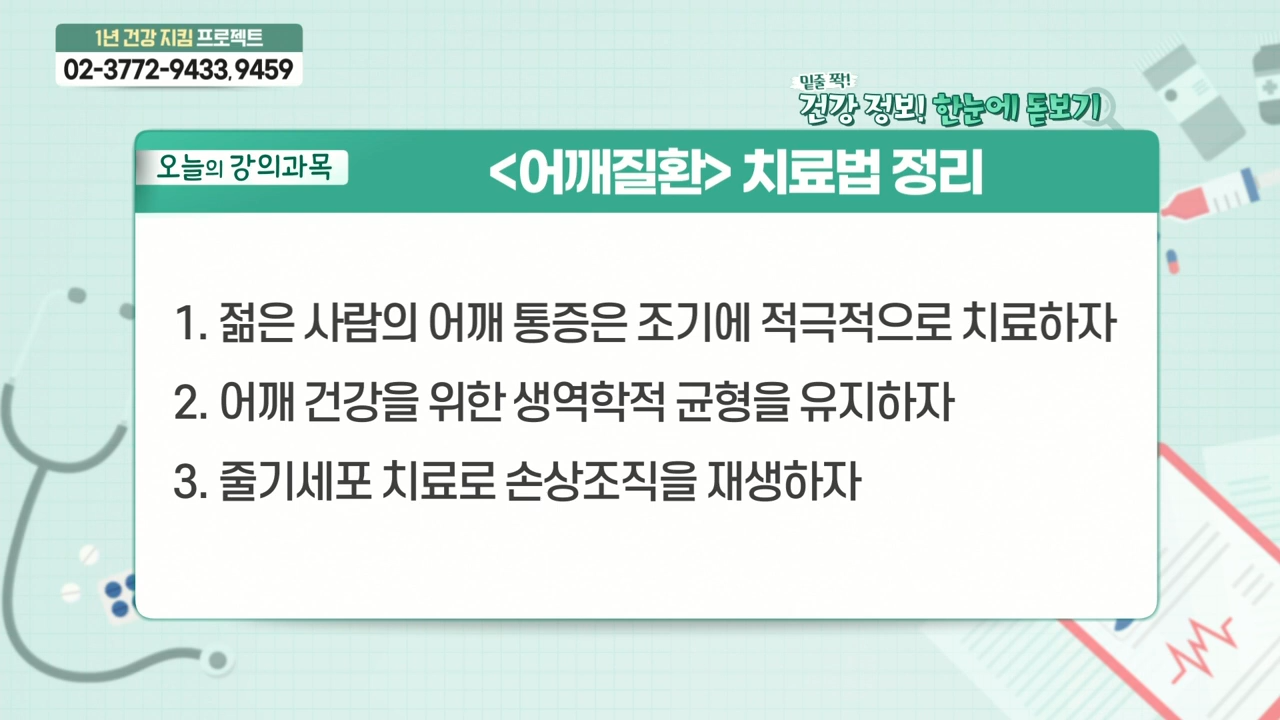 1년 건강 지킴 프로젝트
02-3772-9433, 9459
밑줄 쫙!
건강 정보! 한눈에 돋보기
오늘의 강의과목
<어깨질환> 치료법 정리
1. 젊은 사람의 어깨 통증은 조기에 적극적으로 치료하자
2. 어깨 건강을 위한 생역학적 균형을 유지하자
3. 줄기세포 치료로 손상조직을 재생하자